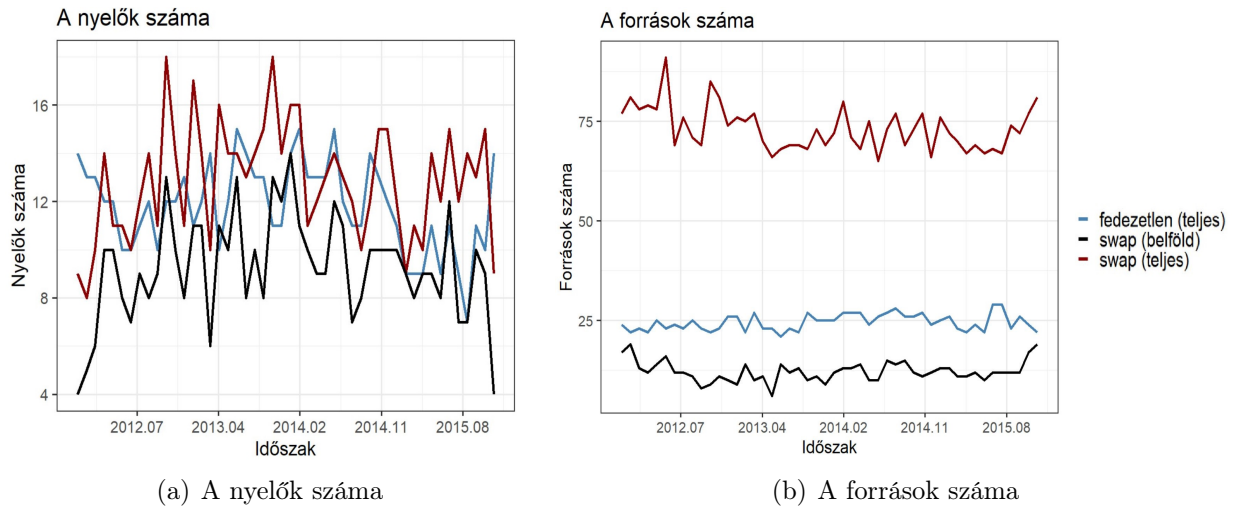 A nyelők száma
Nyelők száma
16
12
8
4
2012.07
2013.04
2014.02
2014.11
2015.08
Időszak
(a) A nyelők száma
A források száma
Források száma
75
50
25
2012.07
2013.04
2014.02
2014.11
2015.08
Időszak
(b) A források száma
fedezetlen (teljes)
swap (belföld)
swap (teljes)